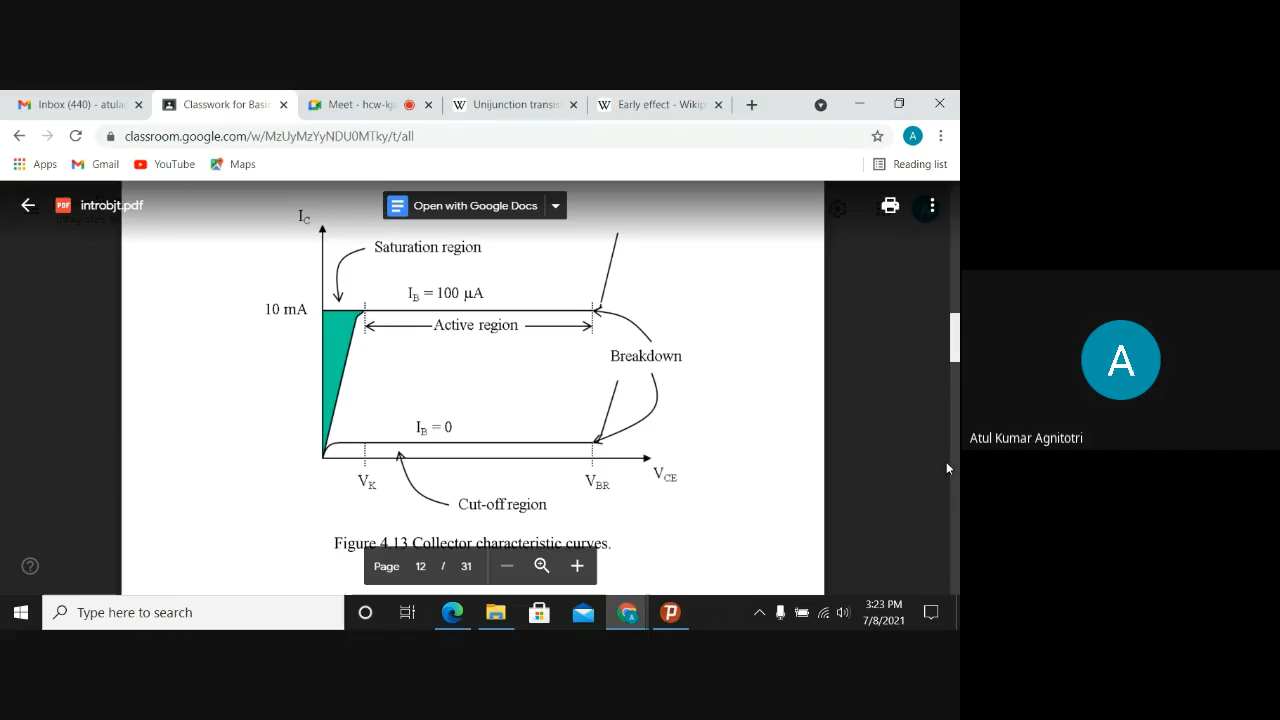 Inbox (440) - atula
Classwork for Basic
Meet - hcw-kj
Unijunction transis
Early effect - Wikip
classroom.google.com/w/MzUyMzYyNDU0MTky/t/all
A
Apps
Gmail
YouTube
Maps
Reading list
introbjt.pdf
Open with Google Docs
IC
Saturation region
IB = 100 μA
10 mA
Active region
Breakdown
IB = 0
VK
VBR
VCE
Cut-off region
Figure 4.13 Collector characteristic curves.
Page 12 / 31
Type here to search
3:23 PM
7/8/2021
A
Atul Kumar Agnitotri